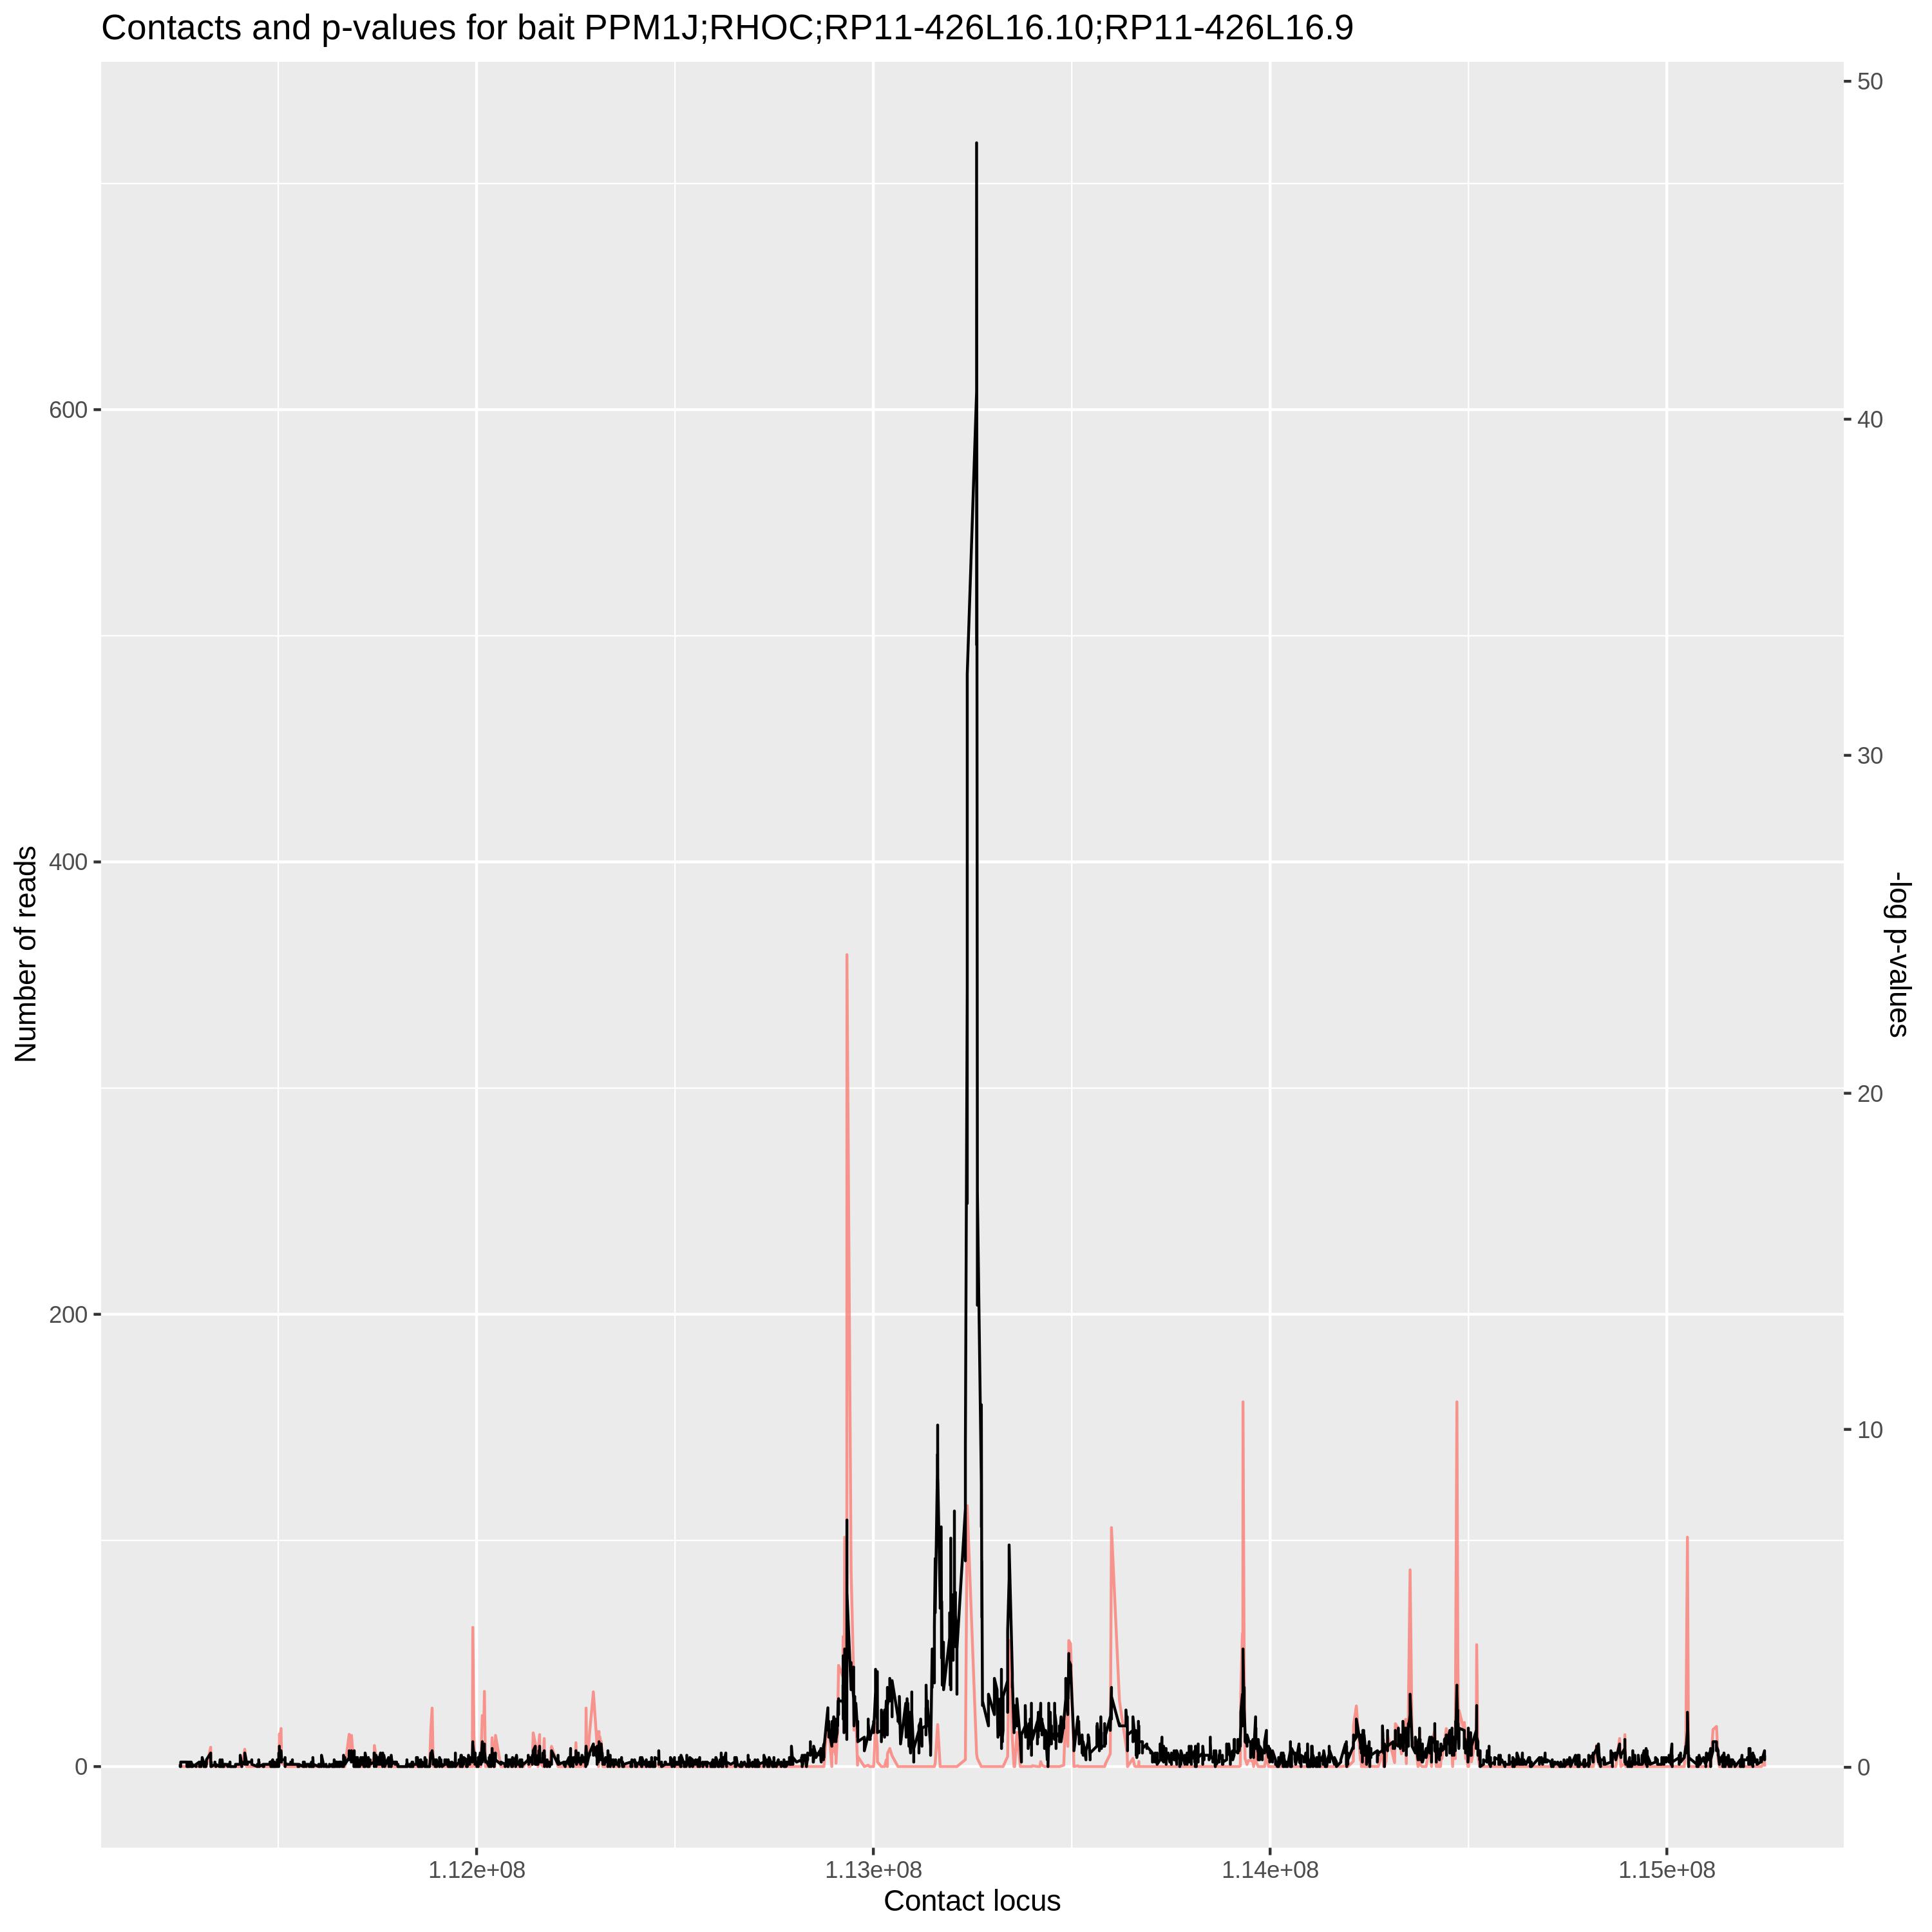 Contacts and p-values for bait PPM1J;RHOC;RP11-426L16.10;RP11-426L16.9
50
40
30
20
10
0
-log p-values
600
400
200
0
Number of reads
1.12e+08 1.13e+08 1.14e+08 1.15e+08
Contact locus